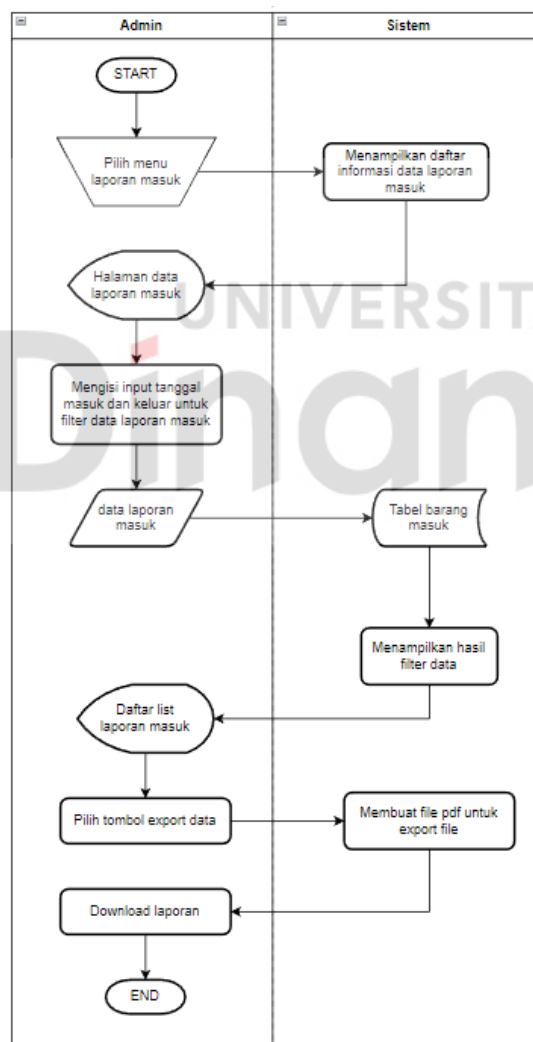 Admin
Sistem
START
Pilih menu
laporan masuk
Menampilkan daftar
informasi data laporan
masuk
Halaman data
laporan masuk
UNIVERSIT
Dinam
Mengisi input tanggal
masuk dan keluar untuk
filter data laporan masuk
data laporan
masuk
Tabel barang
masuk
Menampilkan hasil
filter data
Daftar list
laporan masuk
Pilih tombol export data
Membuat file pdf untuk
export file
Download laporan
END